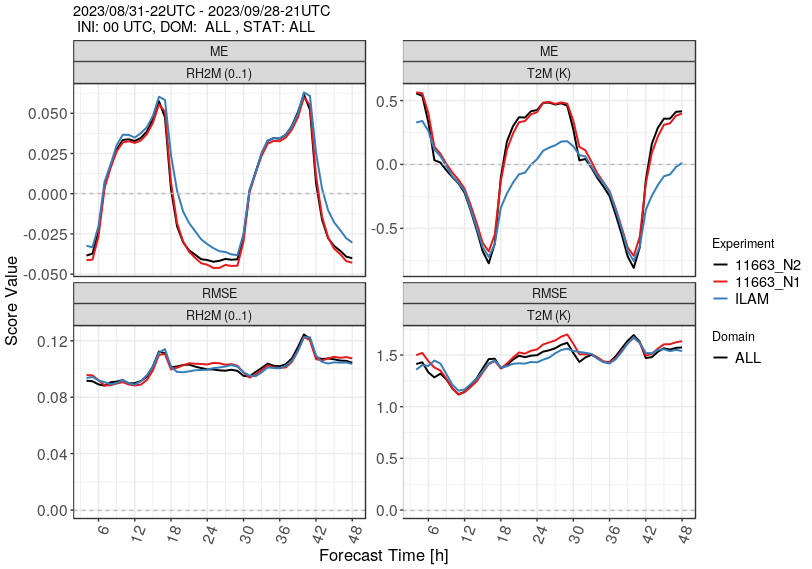 2023/08/31-22UTC - 2023/09/28-21UTC
INI: 00 UTC, DOM: ALL , STAT: ALL
ME
ME
RH2M (0..1)
T2M (K)
0.050
0.025
0.000
-0.025
-0.050
0.5
0.0
-0.5
RMSE
RMSE
RH2M (0..1)
T2M (K)
0.12
0.08
0.04
0.00
1.5
1.0
0.5
0.0
6 12 18 24 30 36 42 48
6 12 18 24 30 36 42 48
Forecast Time [h]
Score Value
Experiment
11663_N2
11663_N1
ILAM
Domain
ALL